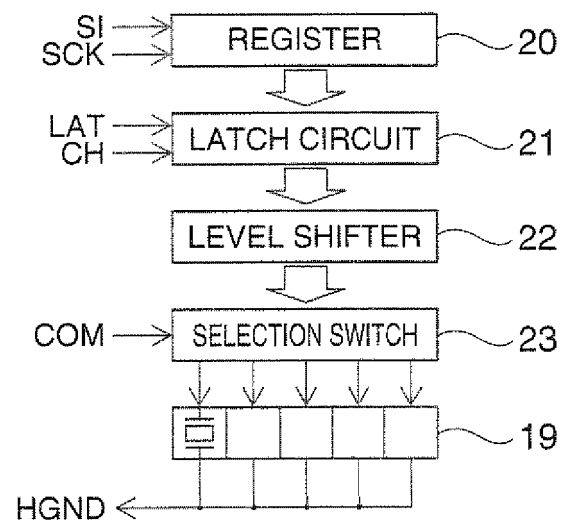 SI
SCK
REGISTER
20
LAT
CH
LATCH CIRCUIT
21
LEVEL SHIFTER
22
COM
SELECTION SWITCH
23
19
HGND